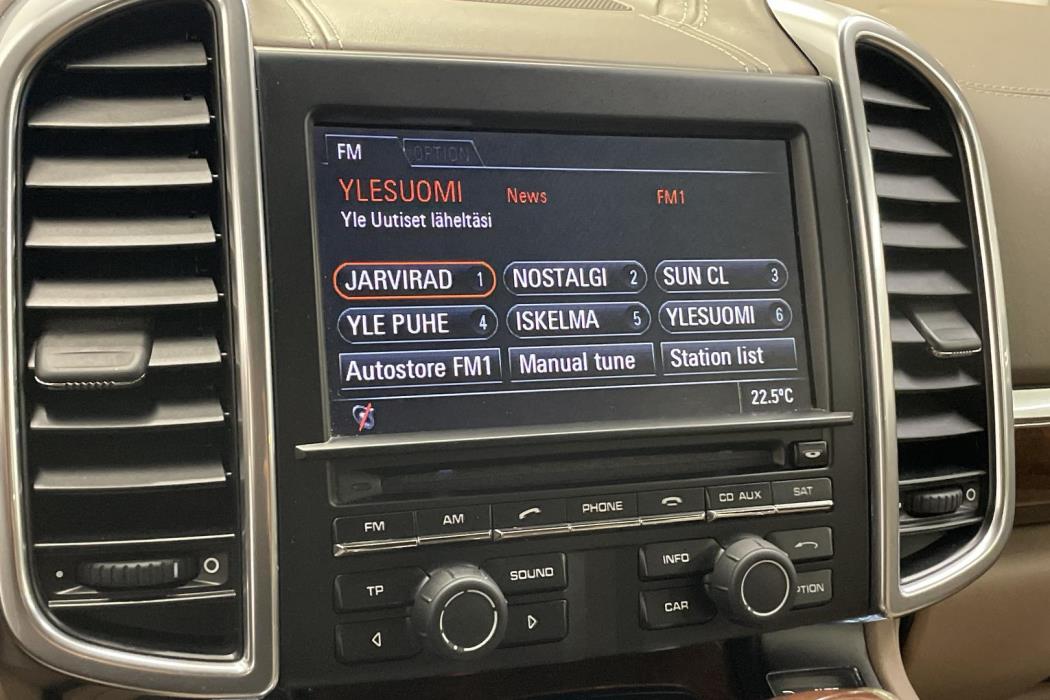 FM OPTION
YLESUOMI News FM1
Yle Uutiset läheltäsi
JARVIRAD 1 NOSTALGI 2 SUN CL 3
YLE PUHE 4 ISKELMA 5 YLESUOMI 6
Autostore FM1 Manual tune Station list
22.5°C
FM AM PHONE CD AUX SAT
TP SOUND INFO
CAR PTION